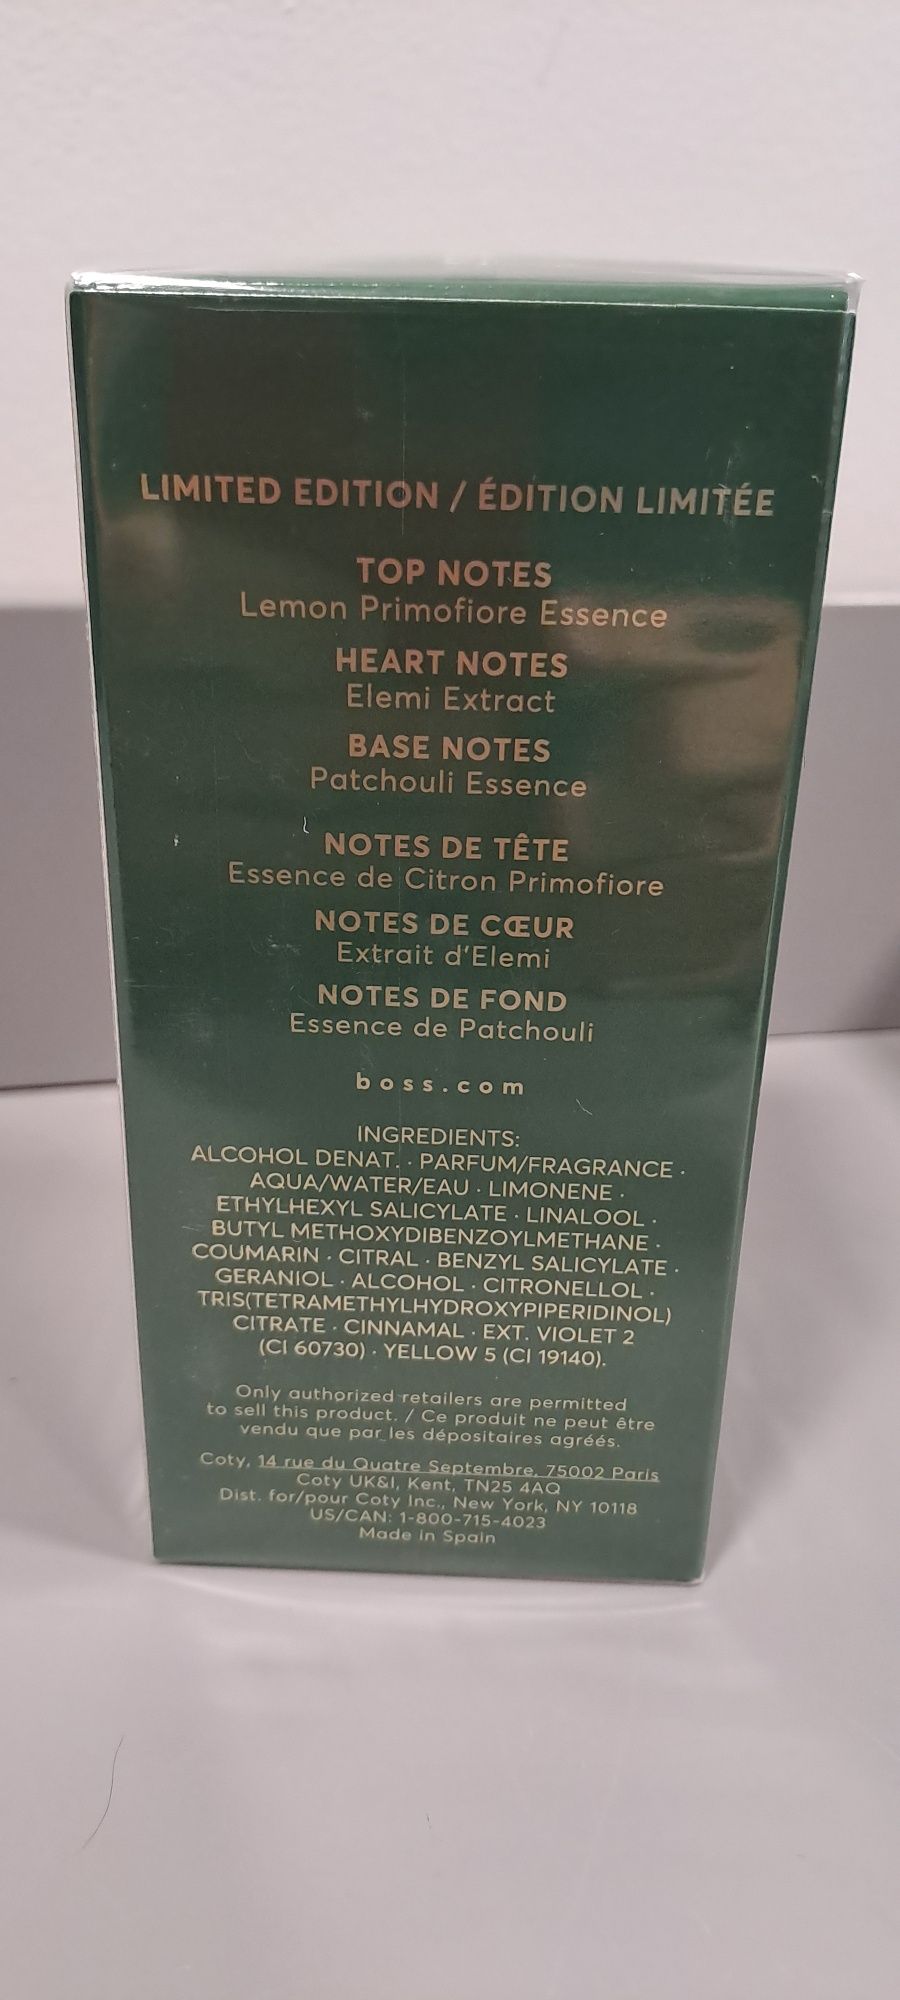 LIMITED EDITION / ÉDITION LIMITÉE
TOP NOTES
Lemon Primofiore Essence
HEART NOTES
Elemi Extract
BASE NOTES
Patchouli Essence
NOTES DE TÊTE
Essence de Citron Primofiore
NOTES DE CŒUR
Extrait d'Elemi
NOTES DE FOND
Essence de Patchouli
boss.com
INGREDIENTS:
ALCOHOL DENAT. · PARFUM/FRAGRANCE ·
AQUA/WATER/EAU · LIMONENE ·
ETHYLHEXYL SALICYLATE · LINALOOL ·
BUTYL METHOXYDIBENZOYLMETHANE ·
COUMARIN · CITRAL · BENZYL SALICYLATE ·
GERANIOL · ALCOHOL · CITRONELLOL ·
TRIS(TETRAMETHYLHYDROXYPIPERIDINOL)
CITRATE · CINNAMAL · EXT. VIOLET 2
(CI 60730) · YELLOW 5 (CI 19140).
Only authorized retailers are permitted
to sell this product. / Ce produit ne peut être
vendu que par les dépositaires agréés.
Coty, 14 rue du Quatre Septembre, 75002 Paris
Coty UK&I, Kent, TN25 4AQ
Dist. for/pour Coty Inc., New York, NY 10118
US/CAN: 1-800-715-4023
Made in Spain